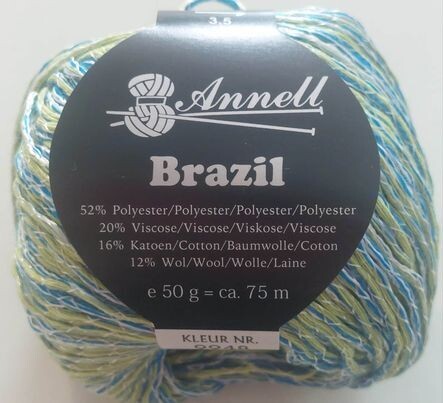 3.5
Annell
Brazil
52% Polyester/Polyester/Polyester/Polyester
20% Viscose/Viscose/Viskose/Viscose
16% Katoen/Cotton/Baumwolle/Coton
12% Wol/Wool/Wolle/Laine
e 50 g = ca. 75 m
KLEUR NR.